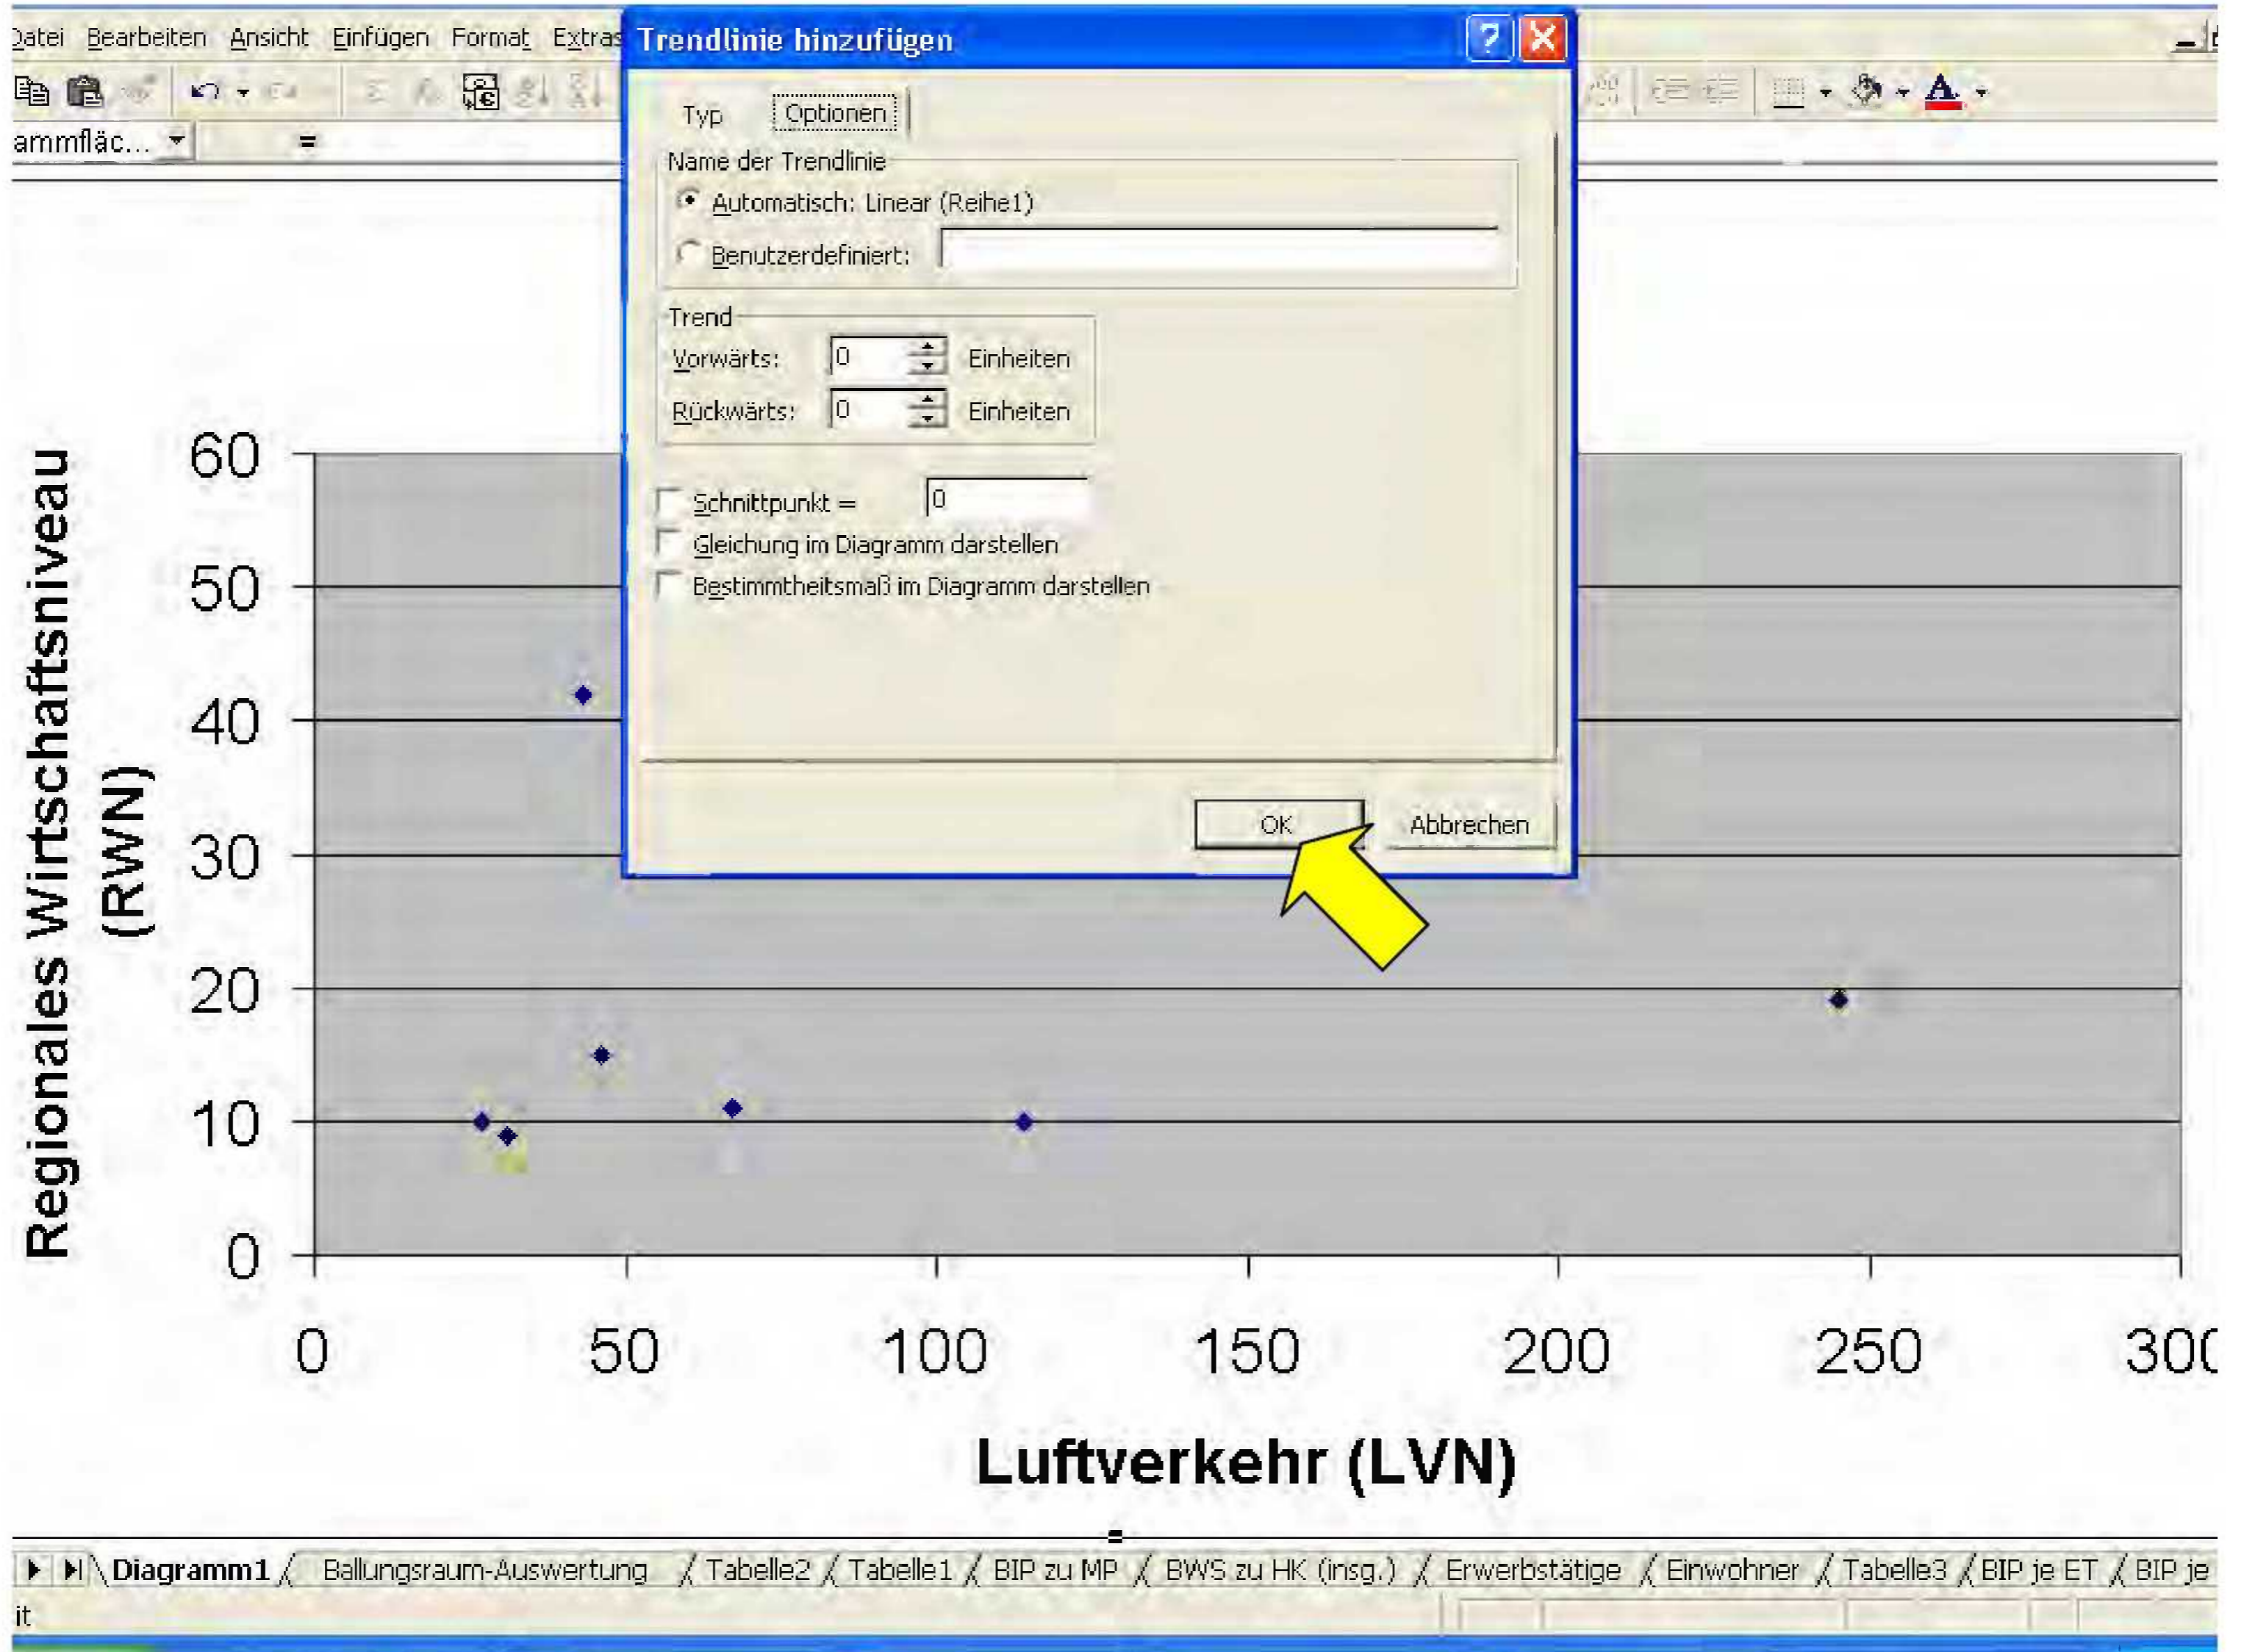 Datei Bearbeiten Ansicht Einfügen Format Extras
Trendlinie hinzufügen
ammfläc... =
Typ Optionen
Name der Trendlinie
Automatisch: Linear (Reihe1)
Benutzerdefiniert:
Trend
Vorwärts: 0 Einheiten
Rückwärts: 0 Einheiten
Schnittpunkt = 0
Gleichung im Diagramm darstellen
Bestimmtheitsmaß im Diagramm darstellen
OK Abbrechen
Regionales Wirtschaftsniveau
(RWN)
60
50
40
30
20
10
0
0 50 100 150 200 250 300
Luftverkehr (LVN)
Diagramm1 / Ballungsraum-Auswertung / Tabelle2 / Tabelle1 / BIP zu MP / BWS zu HK (insg.) / Erwerbstätige / Einwohner / Tabelle3 / BIP je ET / BIP je
it